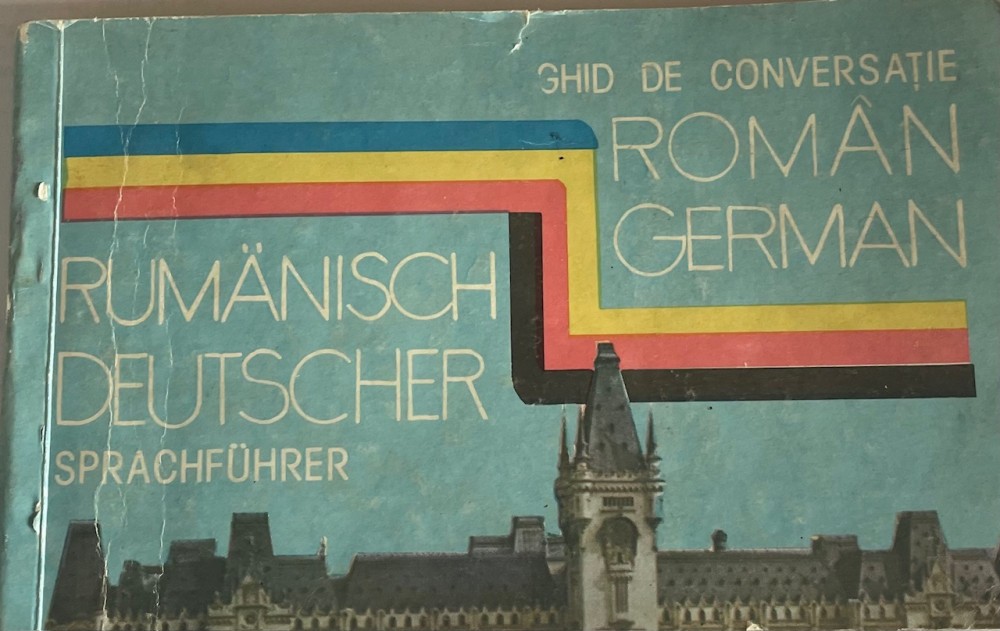 GHID DE CONVERSAȚIE
ROMÂN
GERMAN
RUMÄNISCH
DEUTSCHER
SPRACHFÜHRER